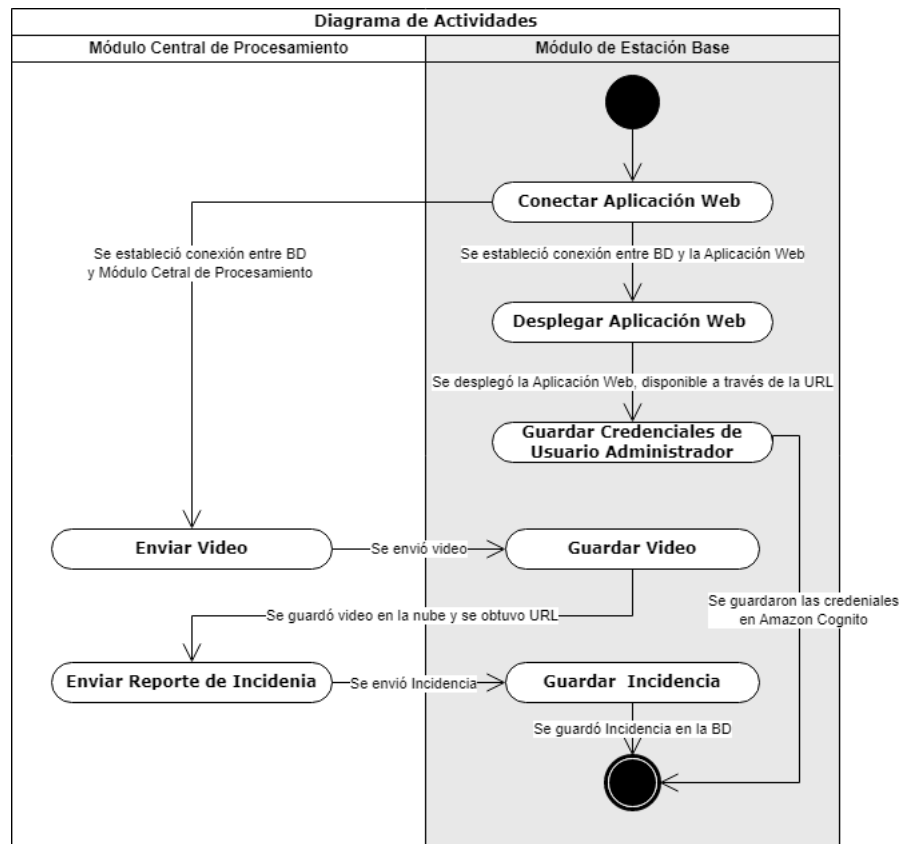 Diagrama de Actividades
Módulo Central de Procesamiento
Módulo de Estación Base
Conectar Aplicación Web
Se estableció conexión entre BD
y Módulo Cetral de Procesamiento
Se estableció conexión entre BD y la Aplicación Web
Desplegar Aplicación Web
Se desplegó la Aplicación Web, disponible a través de la URL
Guardar Credenciales de
Usuario Administrador
Enviar Video
Se envió video
Guardar Video
Se guardaron las credeniales
en Amazon Cognito
Se guardó video en la nube y se obtuvo URL
Enviar Reporte de Incidenia
Se envió Incidencia
Guardar Incidencia
Se guardó Incidencia en la BD